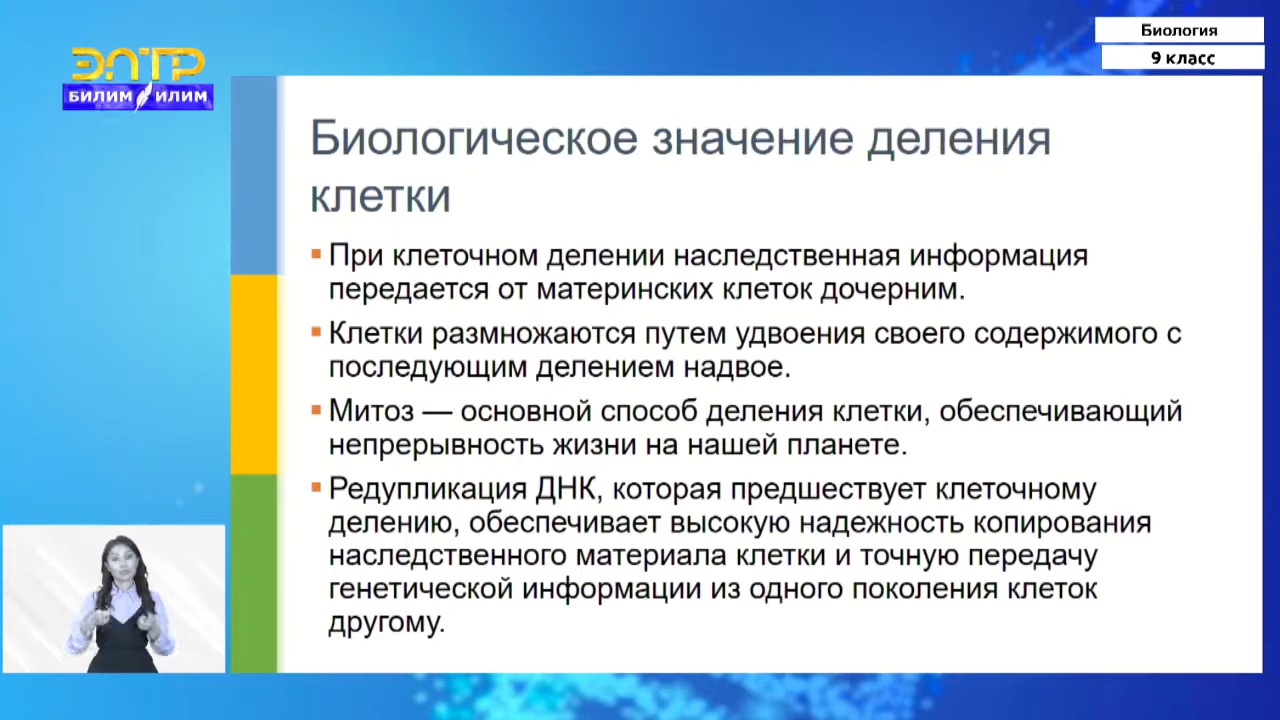 Биология
9 класс
ЭЛТР
БИЛИМ ИЛИМ
Биологическое значение деления
клетки
При клеточном делении наследственная информация
передается от материнских клеток дочерним.
Клетки размножаются путем удвоения своего содержимого с
последующим делением надвое.
Митоз — основной способ деления клетки, обеспечивающий
непрерывность жизни на нашей планете.
Редупликация ДНК, которая предшествует клеточному
делению, обеспечивает высокую надежность копирования
наследственного материала клетки и точную передачу
генетической информации из одного поколения клеток
другому.